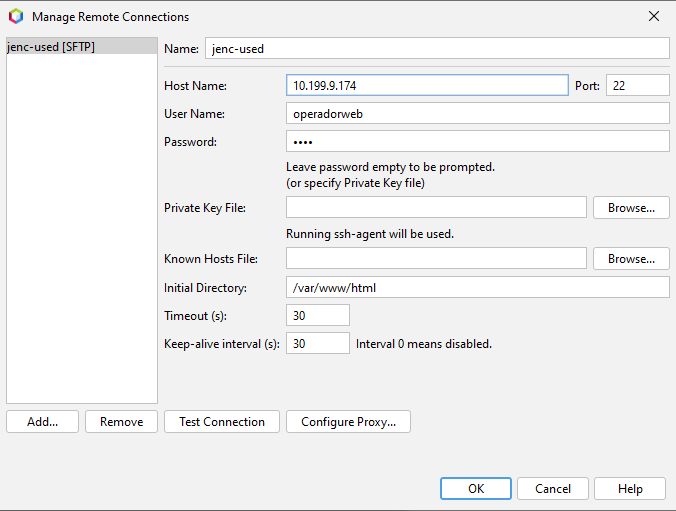 Manage Remote Connections
jenc-used [SFTP]
Name: jenc-used
Host Name: 10.199.9.174 Port: 22
User Name: operadorweb
Password: ••••
Leave password empty to be prompted.
(or specify Private Key file)
Private Key File: Browse...
Running ssh-agent will be used.
Known Hosts File: Browse...
Initial Directory: /var/www/html
Timeout (s): 30
Keep-alive interval (s): 30 Interval 0 means disabled.
Add... Remove Test Connection Configure Proxy...
OK Cancel Help